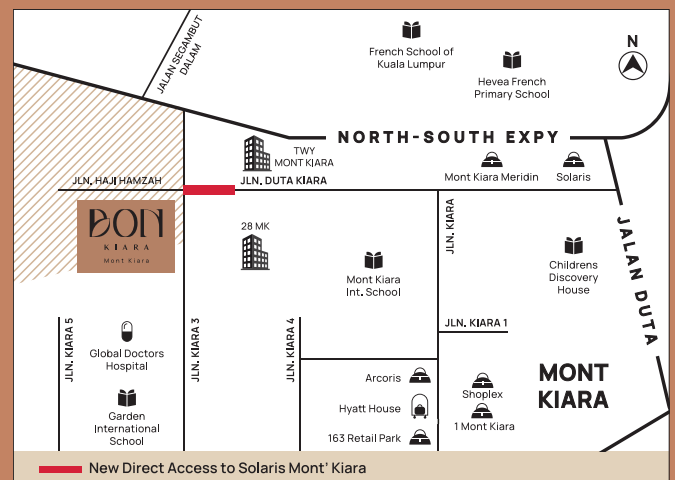 JALAN SEGAMBUT
DALAM
French School of
Kuala Lumpur
Hevea French
Primary School
N
NORTH-SOUTH EXPY
TWY
MONT KIARA
JLN. HAJI HAMZAH
JLN. DUTA KIARA
Mont Kiara Meridin
Solaris
BON
KIARA
Mont Kiara
28 MK
JLN. KIARA
Mont Kiara
Int. School
Childrens
Discovery
House
JALAN DUTA
JLN. KIARA 5
Global Doctors
Hospital
JLN. KIARA 3
JLN. KIARA 4
JLN. KIARA 1
Garden
International
School
Arcoris
Hyatt House
163 Retail Park
Shoplex
1 Mont Kiara
MONT
KIARA
New Direct Access to Solaris Mont' Kiara